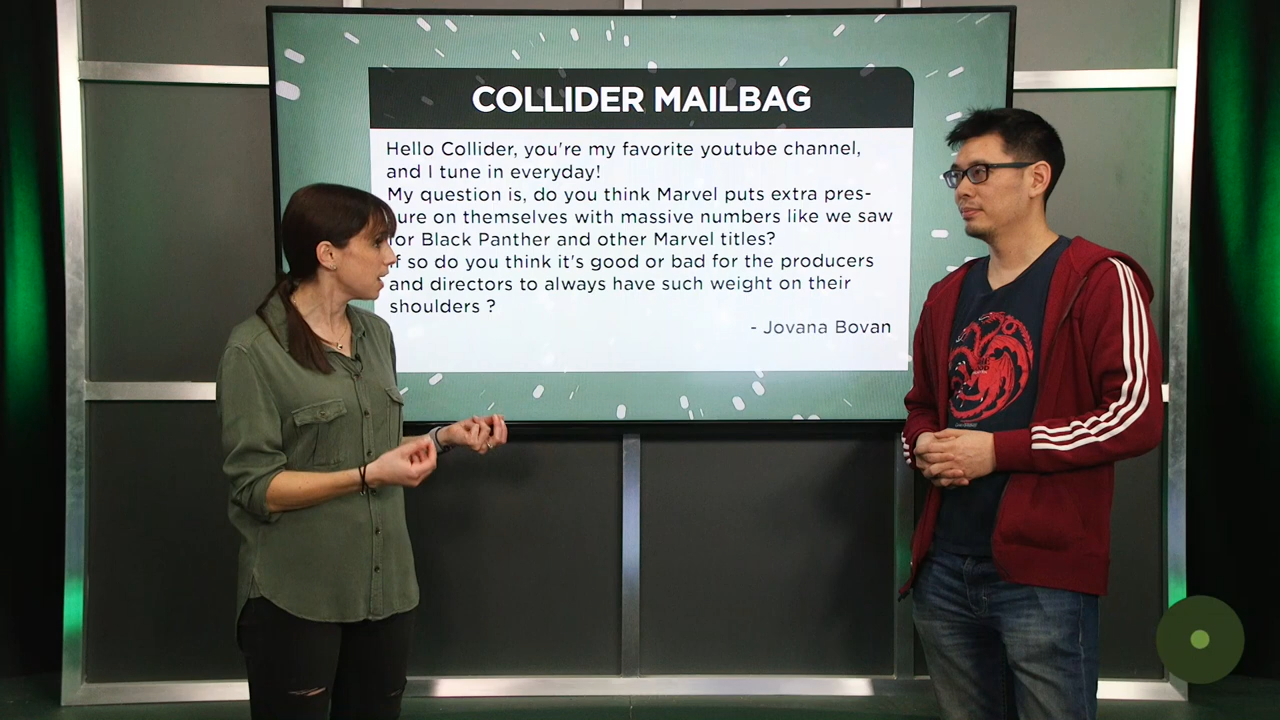 COLLIDER MAILBAG
Hello Collider, you're my favorite youtube channel,
and I tune in everyday!
My question is, do you think Marvel puts extra pres-
ure on themselves with massive numbers like we saw
or Black Panther and other Marvel titles?
f so do you think it's good or bad for the producers
and directors to always have such weight on their
shoulders ?
- Jovana Bovan